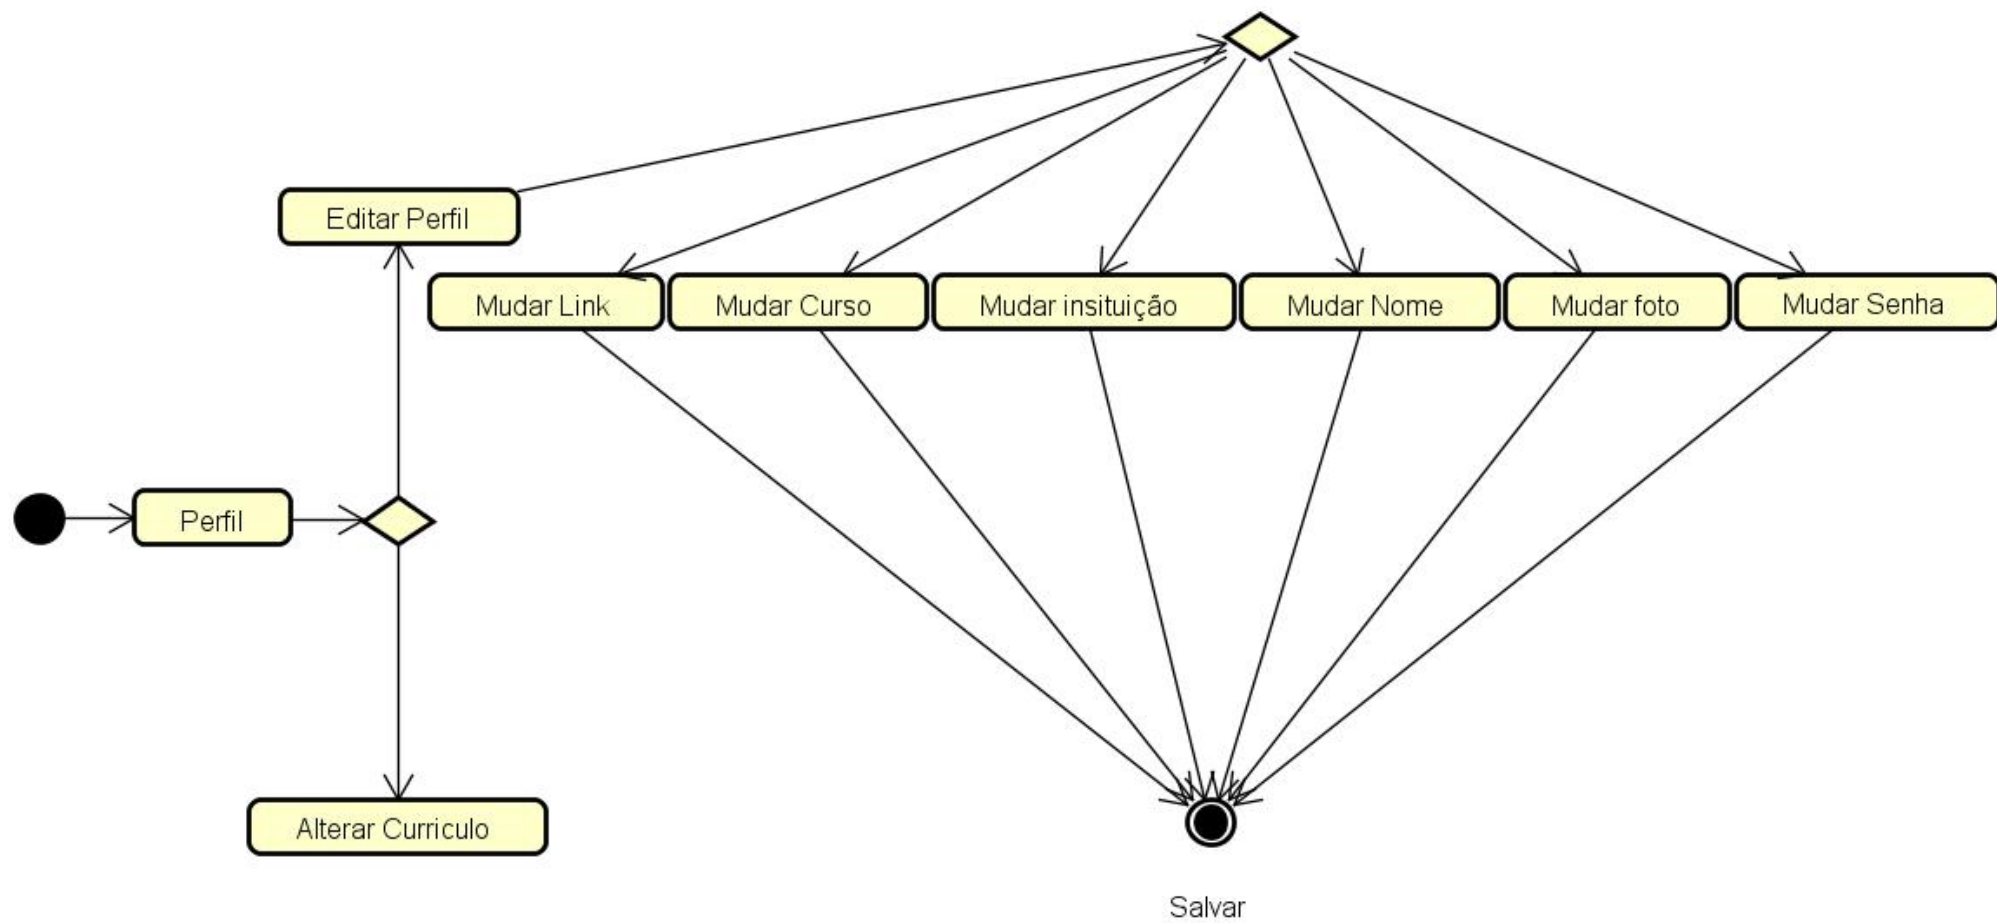 Editar Perfil
Mudar Link
Mudar Curso
Mudar insituição
Mudar Nome
Mudar foto
Mudar Senha
Perfil
Alterar Curriculo
Salvar